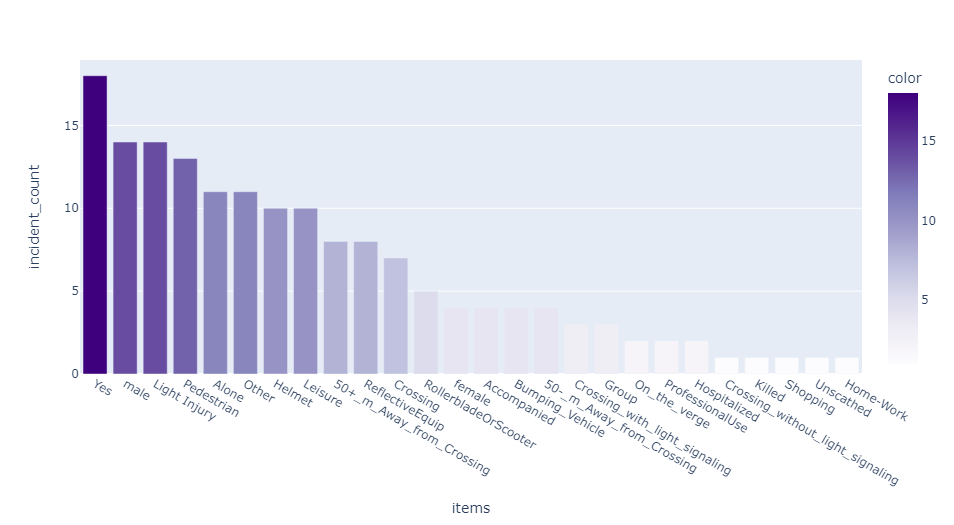 color
incident_count
15
10
5
0
15
10
5
Yes
male
Light Injury
Pedestrian
Alone
Other
Helmet
Leisure
50+_m_Away_from_Crossing
ReflectiveEquip
Crossing
RollerbladeOrScooter
female
Accompanied
Bumping_Vehicle
50-_m_Away_from_Crossing
Crossing_with_light_signaling
Group
On_the_verge
ProfessionalUse
Hospitalized
Crossing_without_light_signaling
Killed
Shopping
Unscathed
Home-Work
items